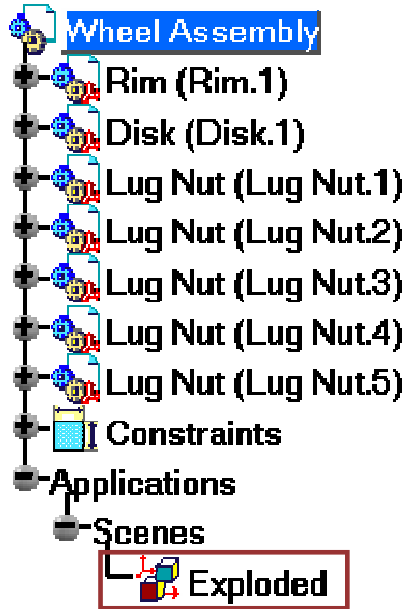 Wheel Assembly
Rim (Rim.1)
Disk (Disk.1)
Lug Nut (Lug Nut.1)
Lug Nut (Lug Nut.2)
Lug Nut (Lug Nut.3)
Lug Nut (Lug Nut.4)
Lug Nut (Lug Nut.5)
Constraints
Applications
Scenes
Exploded